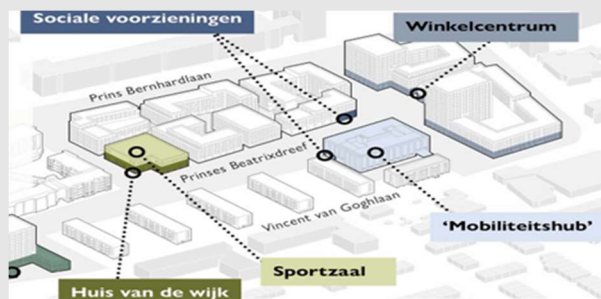 Sociale voorzieningen
Winkelcentrum
Prins Bernhardlaan
Prinses Beatrixdreef
Vincent van Goghlaan
‘Mobiliteitshub’
Sportzaal
Huis van de wijk